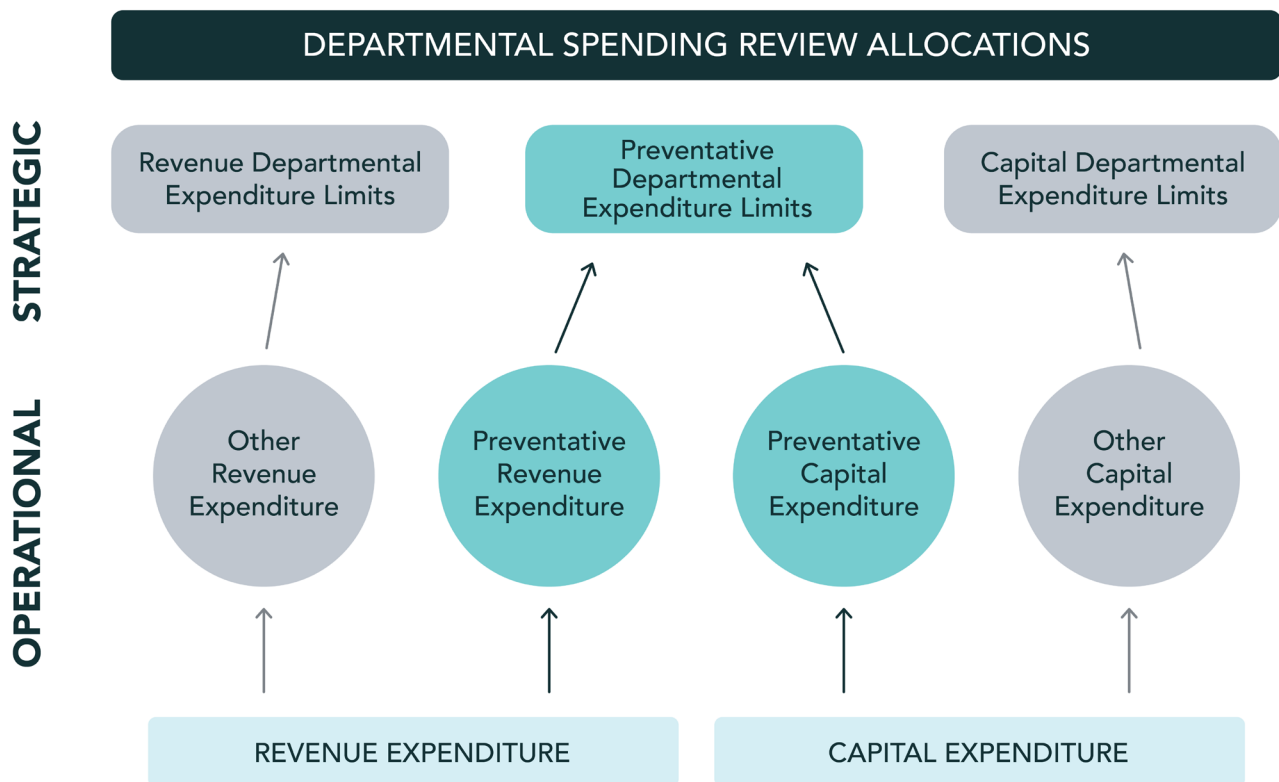 DEPARTMENTAL SPENDING REVIEW ALLOCATIONS
STRATEGIC
Revenue Departmental
Expenditure Limits
Preventative
Departmental
Expenditure Limits
Capital Departmental
Expenditure Limits
OPERATIONAL
Other
Revenue
Expenditure
Preventative
Revenue
Expenditure
Preventative
Capital
Expenditure
Other
Capital
Expenditure
REVENUE EXPENDITURE
CAPITAL EXPENDITURE